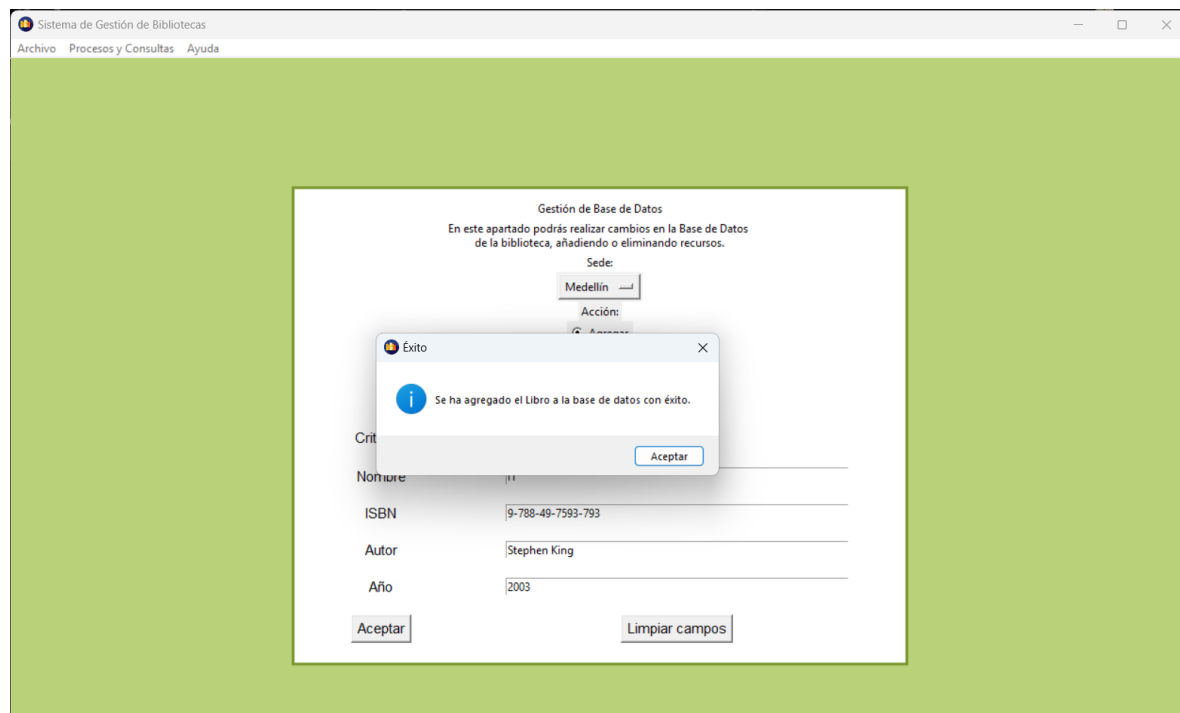 Sistema de Gestión de Bibliotecas
Archivo Procesos y Consultas Ayuda
Gestión de Base de Datos
En este apartado podrás realizar cambios en la Base de Datos
de la biblioteca, añadiendo o eliminando recursos.
Sede:
Medellín
Acción:
Agregar
Éxito
Se ha agregado el Libro a la base de datos con éxito.
Aceptar
Nombre
ISBN 9-788-49-7593-793
Autor Stephen King
Año 2003
Aceptar Limpiar campos